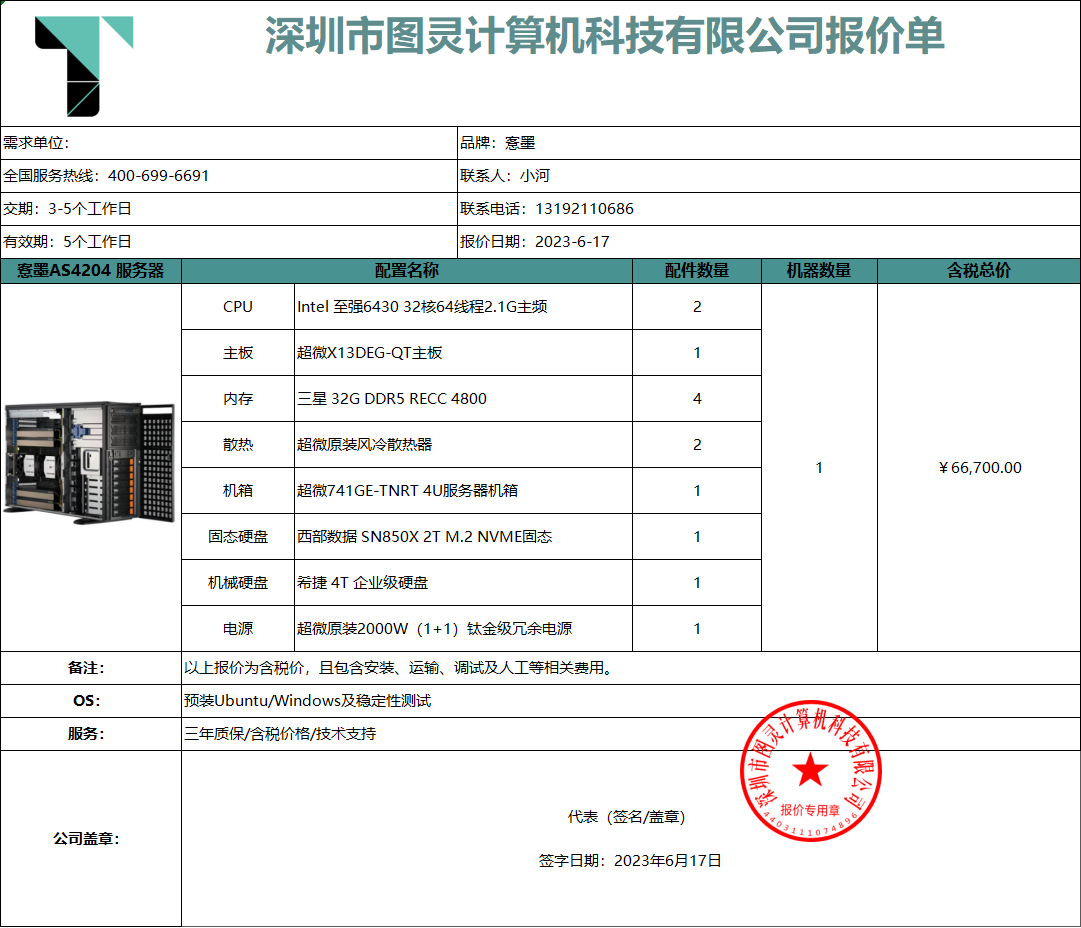 深圳市图灵计算机科技有限公司报价单
需求单位：
品牌：窓墨
全国服务热线：400-699-6691
联系人：小河
交期：3-5个工作日
联系电话：13192110686
有效期：5个工作日
报价日期：2023-6-17
窓墨AS4204 服务器 配置名称 配件数量 机器数量 含税总价
CPU Intel 至强6430 32核64线程2.1G主频 2
主板 超微X13DEG-QT主板 1
内存 三星 32G DDR5 RECC 4800 4
散热 超微原装风冷散热器 2
1 ￥66,700.00
机箱 超微741GE-TNRT 4U服务器机箱 1
固态硬盘 西部数据 SN850X 2T M.2 NVME固态 1
机械硬盘 希捷 4T 企业级硬盘 1
电源 超微原装2000W（1+1）钛金级冗余电源 1
备注： 以上报价为含税价，且包含安装、运输、调试及人工等相关费用。
OS： 预装Ubuntu/Windows及稳定性测试
服务： 三年质保/含税价格/技术支持
公司盖章：
代表（签名/盖章）
签字日期：2023年6月17日
深圳市图灵计算机科技有限公司
报价专用章
4403111074896